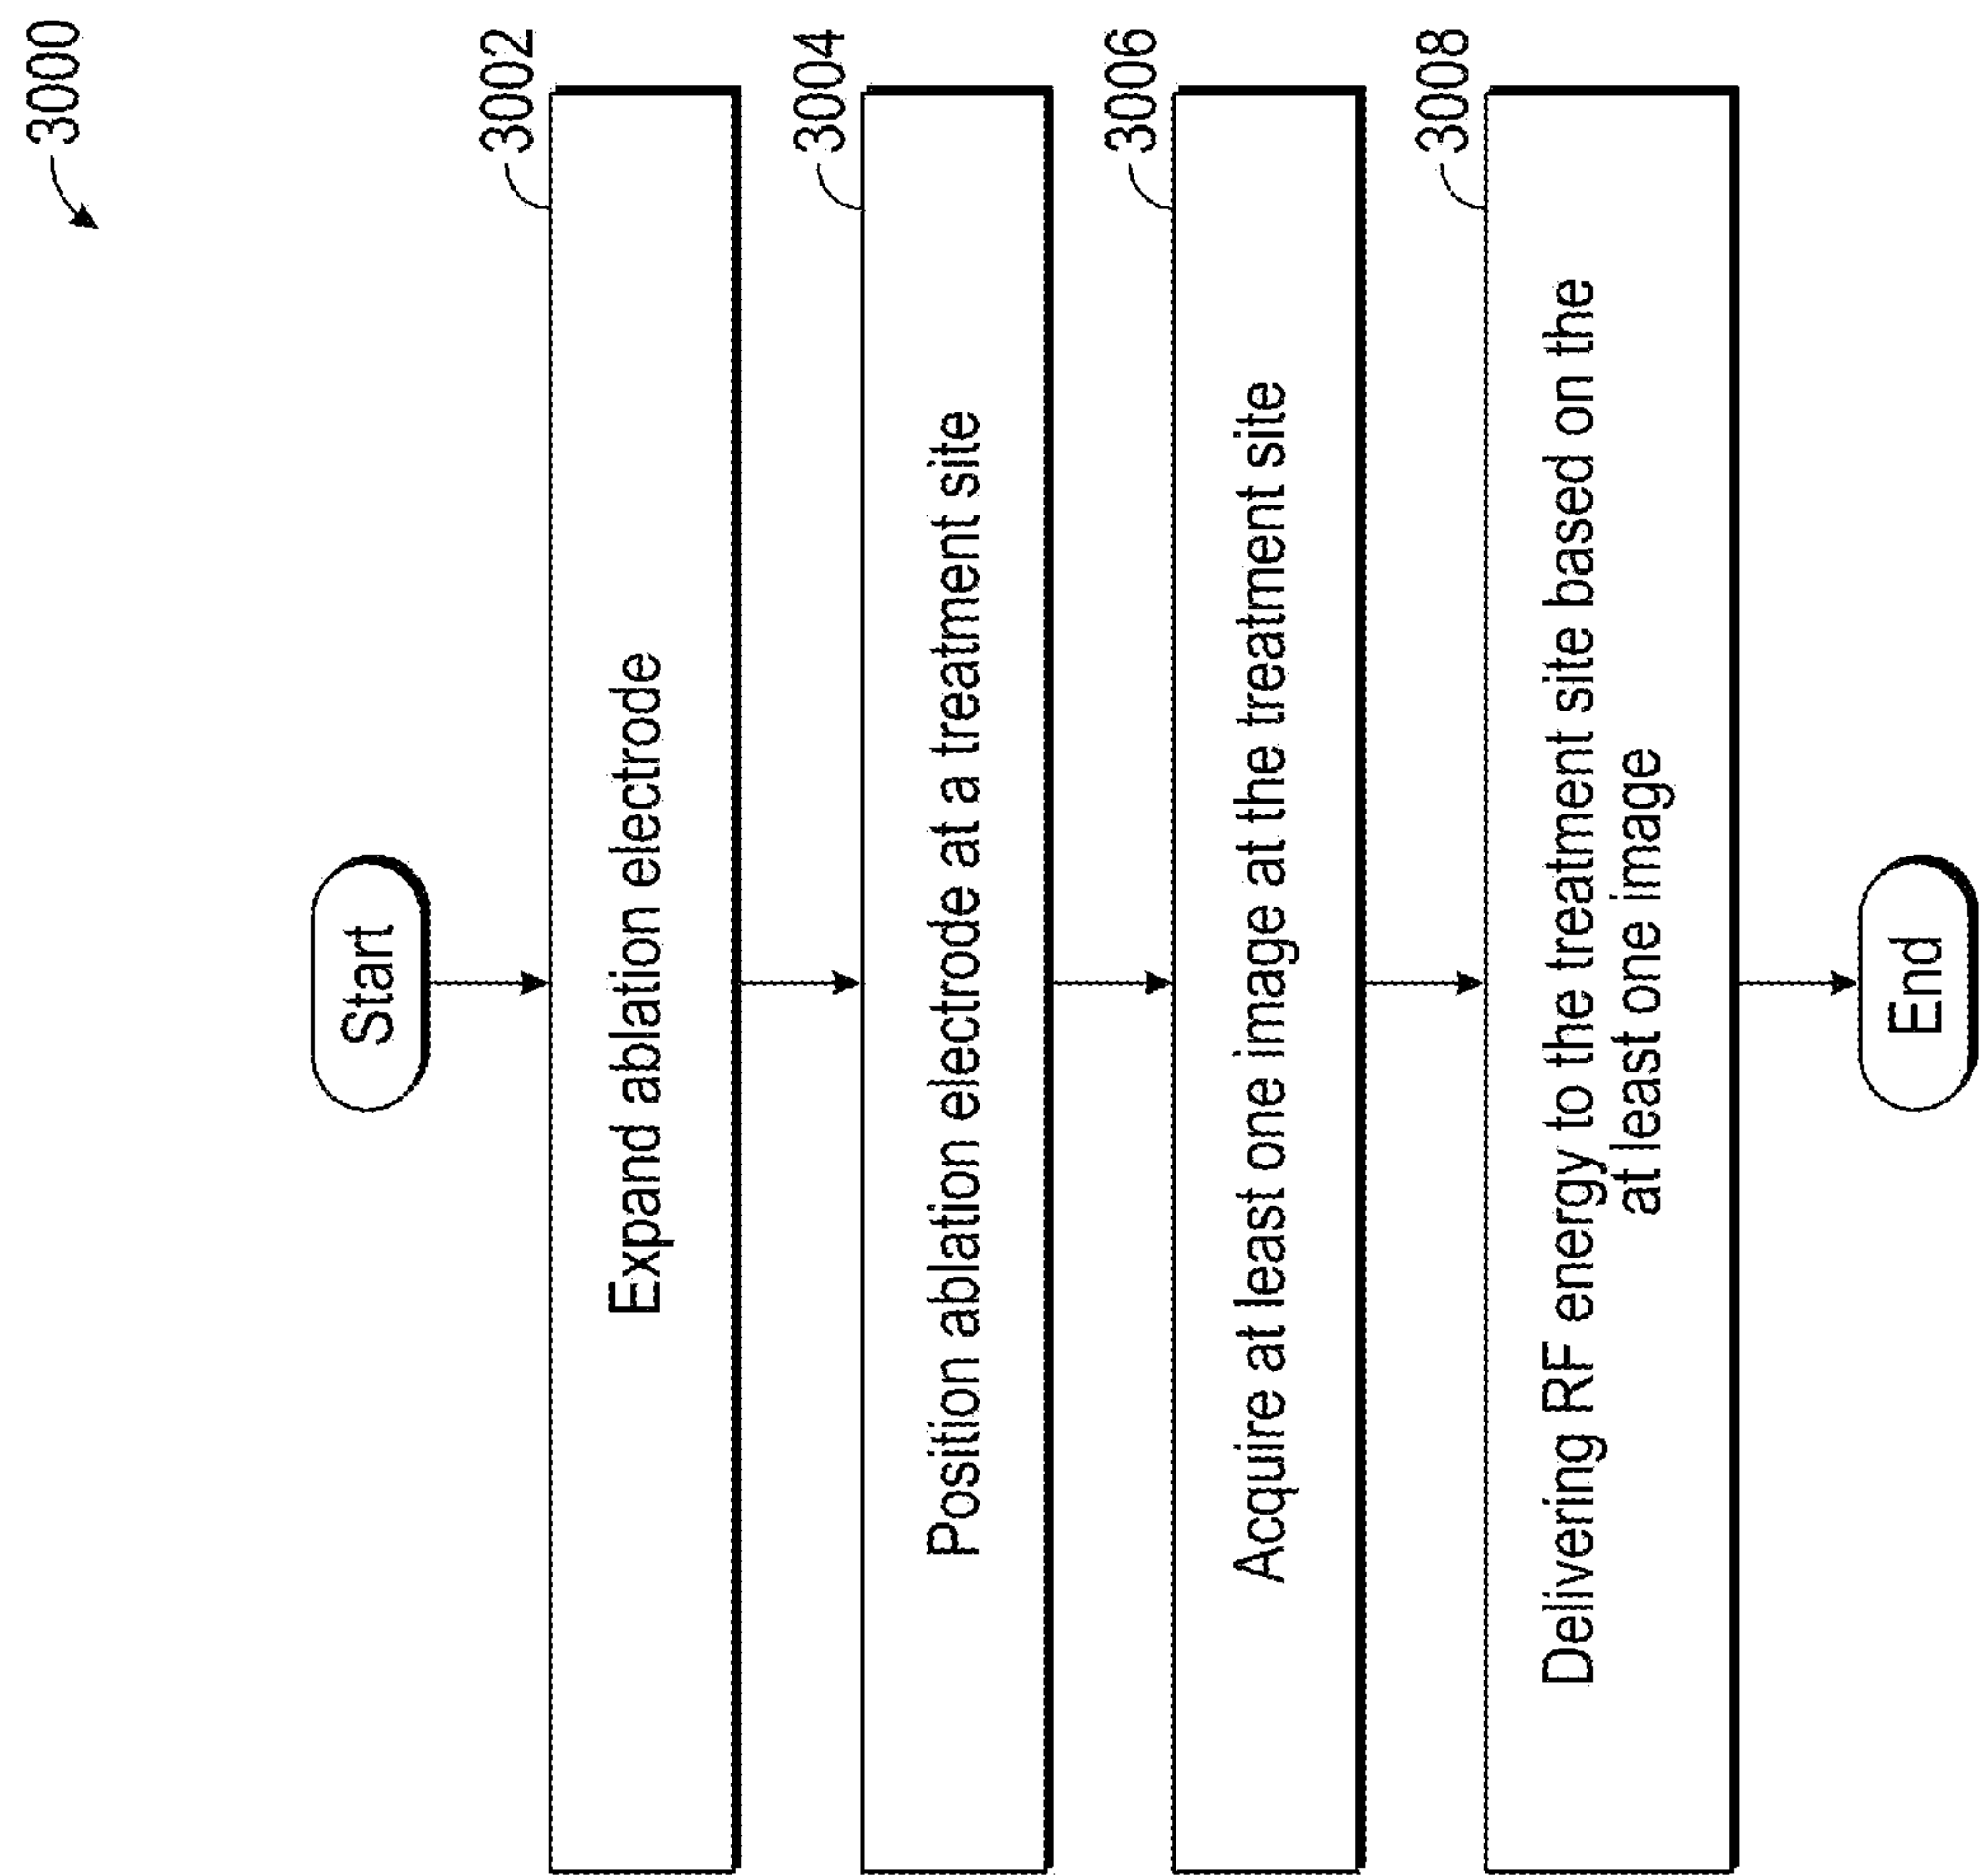 3000
Start
3002
Expand ablation electrode
3004
Position ablation electrode at a treatment site
3006
Acquire at least one image at the treatment site
3008
Delivering RF energy to the treatment site based on the
at least one image
End